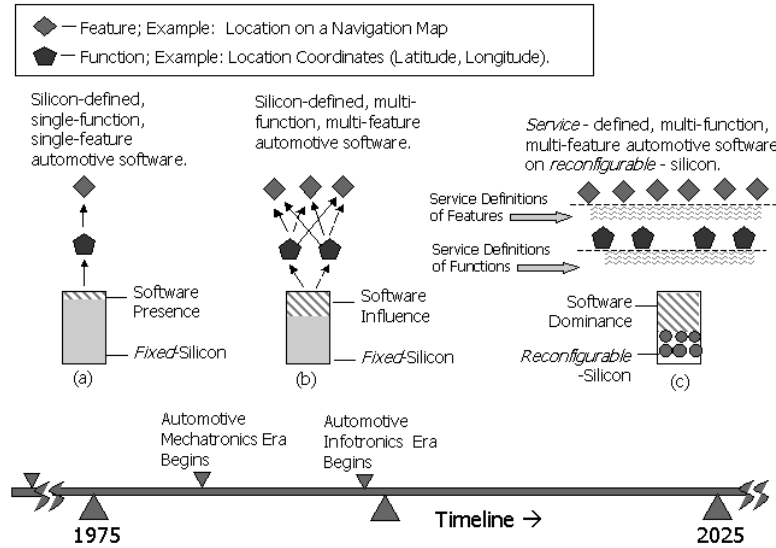 Feature; Example: Location on a Navigation Map
Function; Example: Location Coordinates (Latitude, Longitude).
Silicon-defined,
single-function,
single-feature
automotive software.
Silicon-defined, multi-
function, multi-feature
automotive software.
Service - defined, multi-function,
multi-feature automotive software
on reconfigurable - silicon.
Service Definitions
of Features
Service Definitions
of Functions
Software
Presence
Fixed-Silicon
(a)
Software
Influence
Fixed-Silicon
(b)
Software
Dominance
Reconfigurable
-Silicon
(c)
Automotive
Mechatronics Era
Begins
Automotive
Infotronics Era
Begins
1975
Timeline →
2025